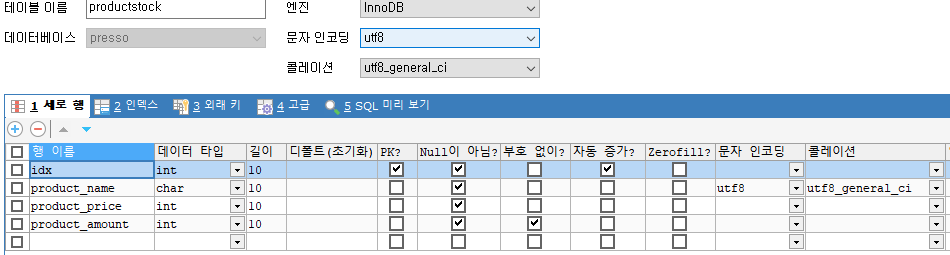 테이블 이름 productstock 엔진 InnoDB
데이터베이스 presso 문자 인코딩 utf8
콜레이션 utf8_general_ci
1 세로 행 2 인덱스 3 외래 키 4 고급 5 SQL 미리 보기
행 이름 데이터 타입 길이 디폴트(초기화) PK? Null이 아님? 부호 없이? 자동 증가? Zerofill? 문자 인코딩 콜레이션
idx int 10
product_name char 10 utf8 utf8_general_ci
product_price int 10
product_amount int 10